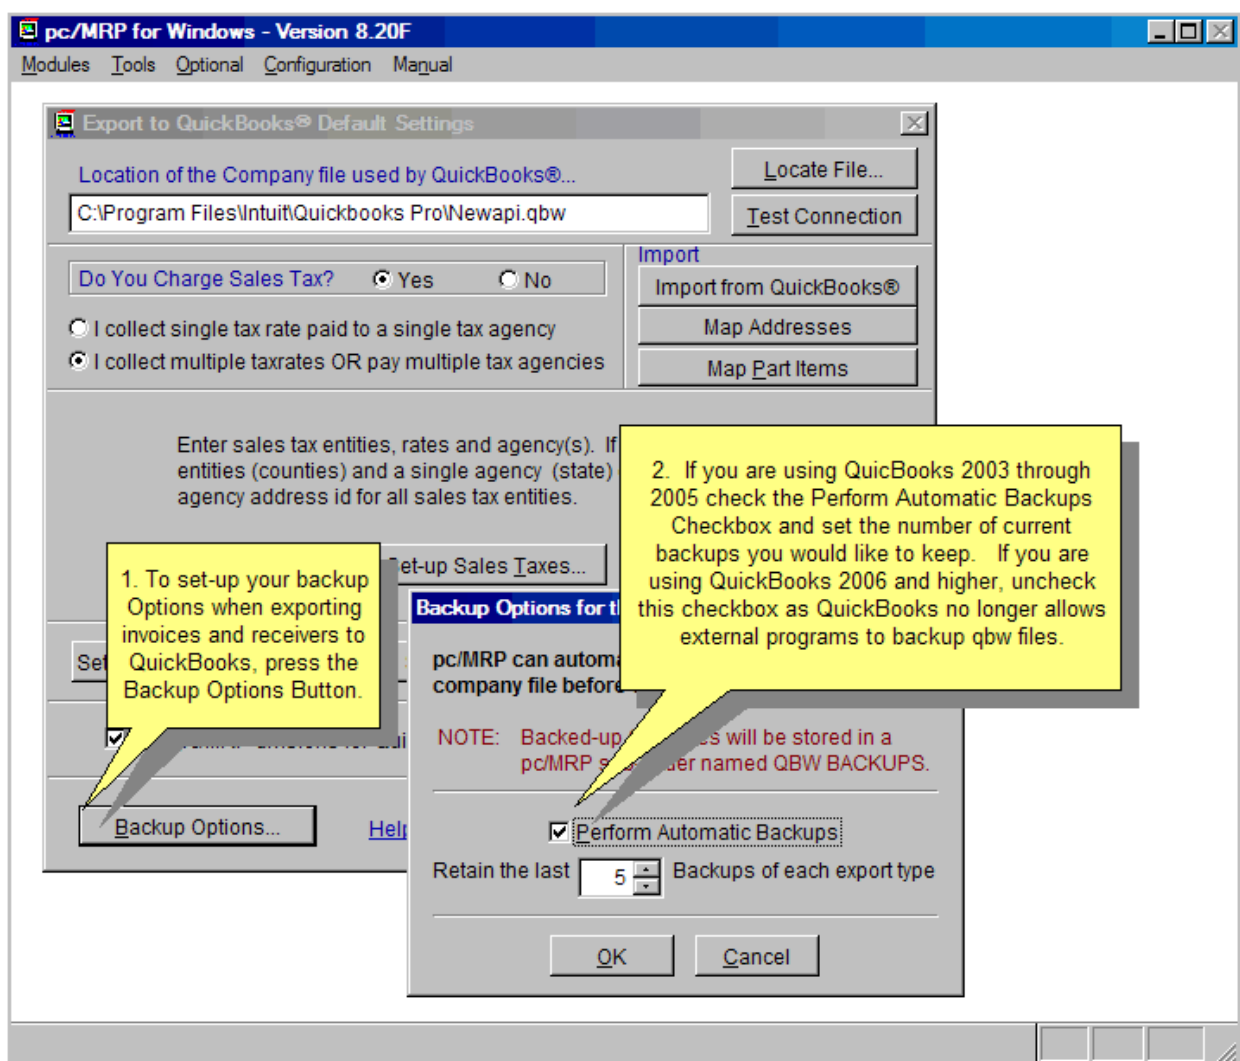 pc/MRP for Windows - Version 8.20F
Modules Tools Optional Configuration Manual
Export to QuickBooks® Default Settings
Location of the Company file used by QuickBooks®...
Locate File...
C:\Program Files\Intuit\Quickbooks Pro\Newapi.qbw
Test Connection
Do You Charge Sales Tax? Yes No
Import
Import from QuickBooks®
I collect single tax rate paid to a single tax agency
Map Addresses
I collect multiple taxrates OR pay multiple tax agencies
Map Part Items
Enter sales tax entities, rates and agency(s). If
entities (counties) and a single agency (state)
agency address id for all sales tax entities.
2. If you are using QuicBooks 2003 through
2005 check the Perform Automatic Backups
Checkbox and set the number of current
backups you would like to keep. If you are
using QuickBooks 2006 and higher, uncheck
this checkbox as QuickBooks no longer allows
external programs to backup qbw files.
1. To set-up your backup
Options when exporting
invoices and receivers to
QuickBooks, press the
Backup Options Button.
et-up Sales Taxes...
Backup Options for
Set
pc/MRP can
company file before
NOTE: Backed-up will be stored in a
pc/MRP named QBW BACKUPS.
Backup Options...
Help
Perform Automatic Backups
Retain the last 5 Backups of each export type
OK Cancel